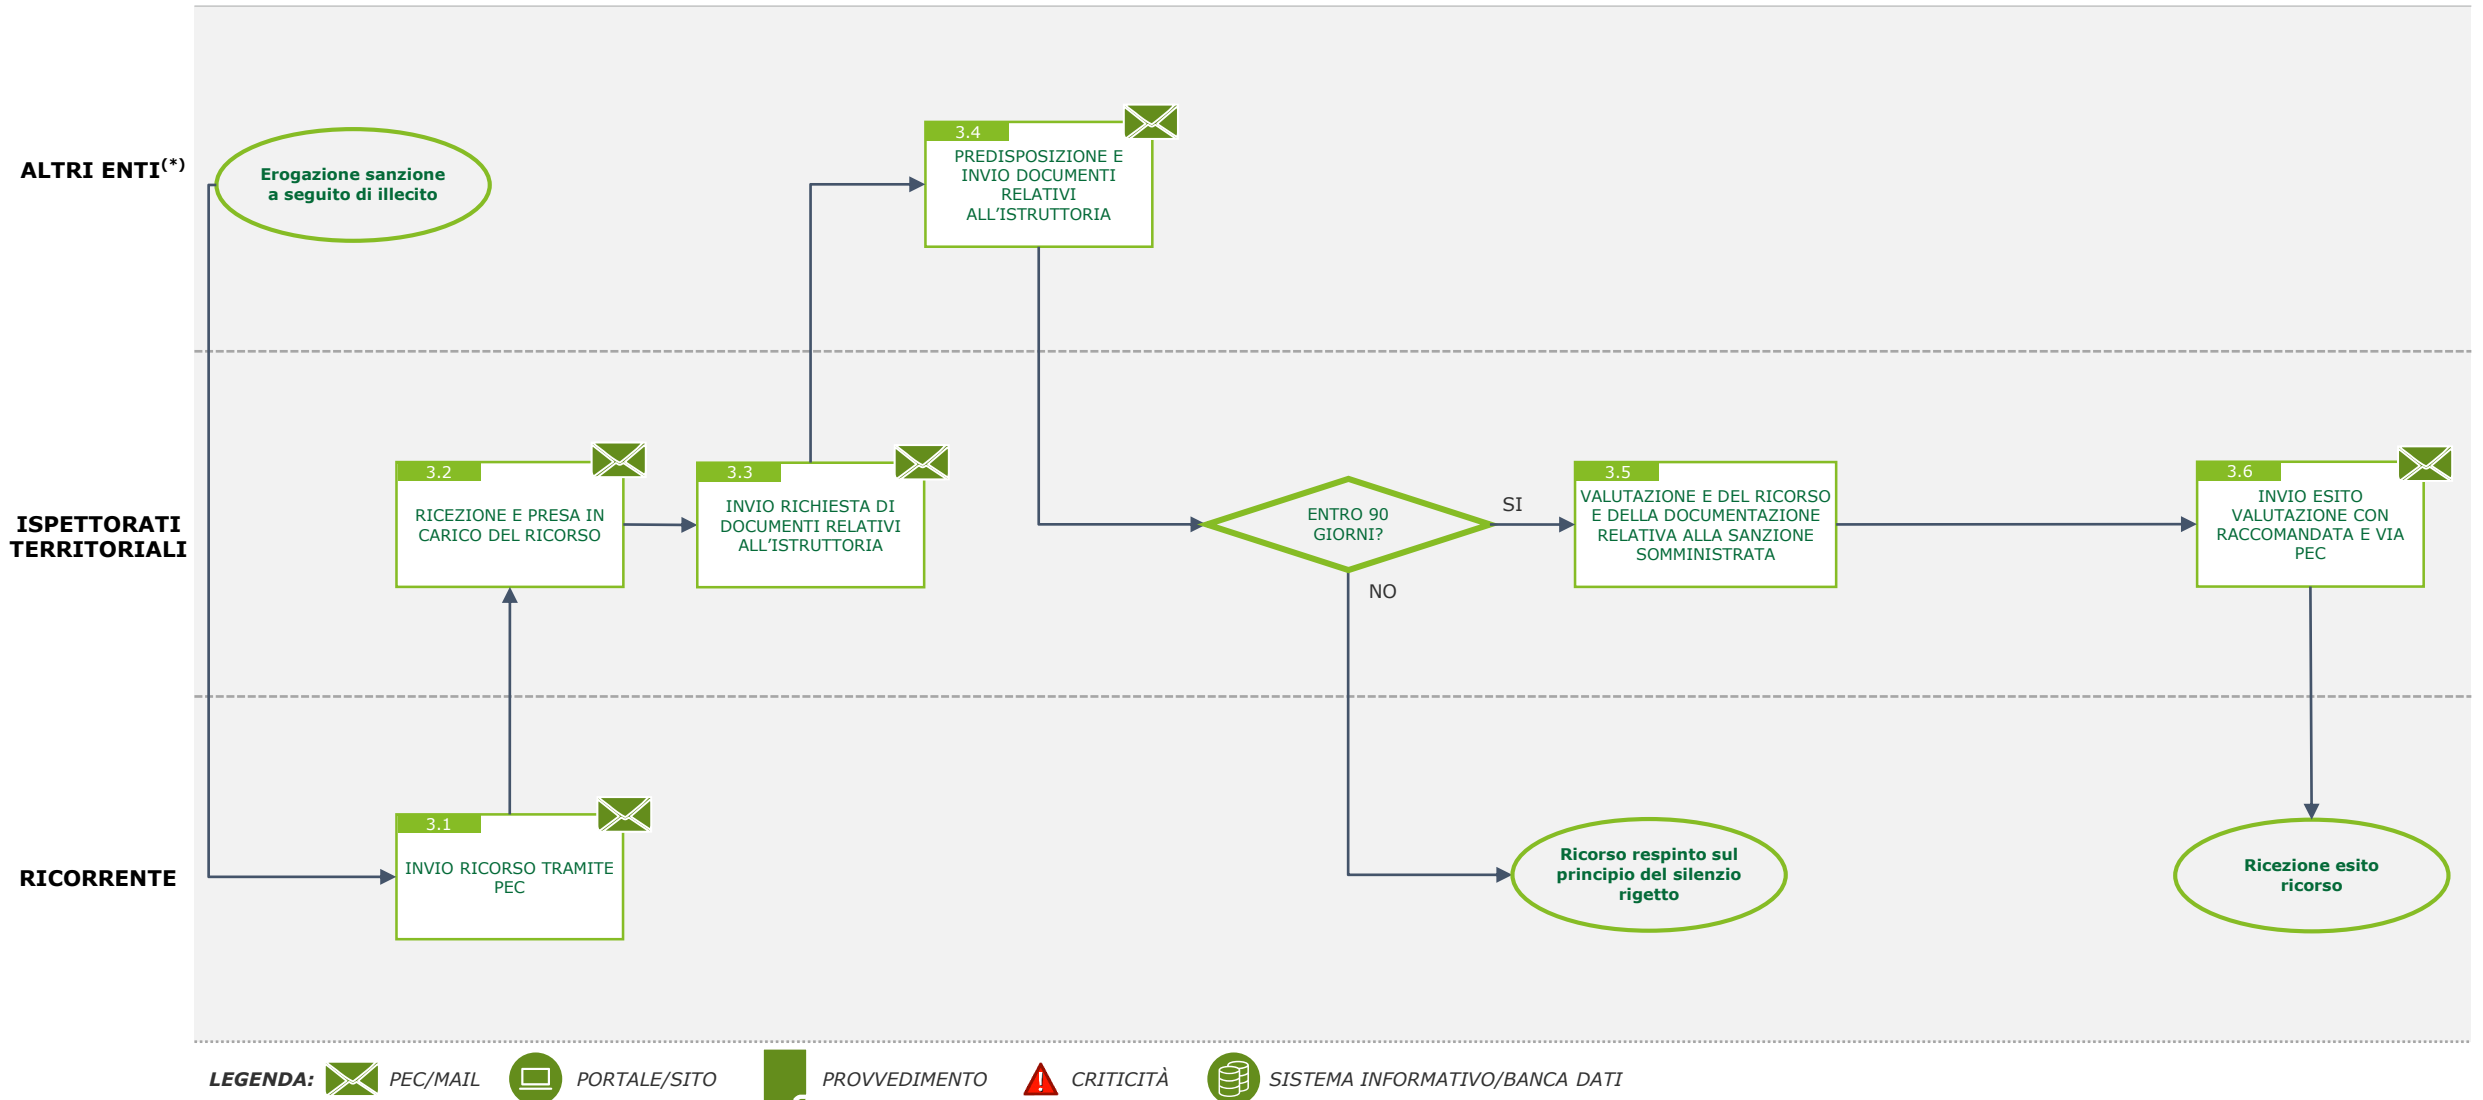 ALTRI ENTI(*)
Erogazione sanzione
a seguito di illecito
3.4
PREDISPOSIZIONE E
INVIO DOCUMENTI
RELATIVI
ALL'ISTRUTTORIA
ISPETTORATI
TERRITORIALI
3.2
RICEZIONE E PRESA IN
CARICO DEL RICORSO
3.3
INVIO RICHIESTA DI
DOCUMENTI RELATIVI
ALL'ISTRUTTORIA
ENTRO 90
GIORNI?
SI
NO
3.5
VALUTAZIONE E DEL RICORSO
E DELLA DOCUMENTAZIONE
RELATIVA ALLA SANZIONE
SOMMINISTRATA
3.6
INVIO ESITO
VALUTAZIONE CON
RACCOMANDATA E VIA
PEC
RICORRENTE
3.1
INVIO RICORSO TRAMITE
PEC
Ricorso respinto sul
principio del silenzio
rigetto
Ricezione esito
ricorso
LEGENDA: PEC/MAIL PORTALE/SITO PROVVEDIMENTO CRITICITÀ SISTEMA INFORMATIVO/BANCA DATI